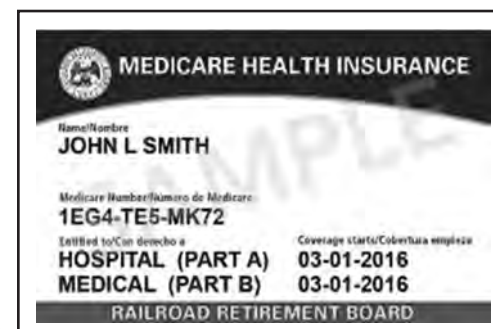 MEDICARE HEALTH INSURANCE
SAMPLE
Name/Nombre
JOHN L SMITH
Medicare Number/Número de Medicare
1EG4-TE5-MK72
Entitled to/Con derecho a
Coverage starts/Cobertura empieza
HOSPITAL (PART A) 03-01-2016
MEDICAL (PART B) 03-01-2016
RAILROAD RETIREMENT BOARD